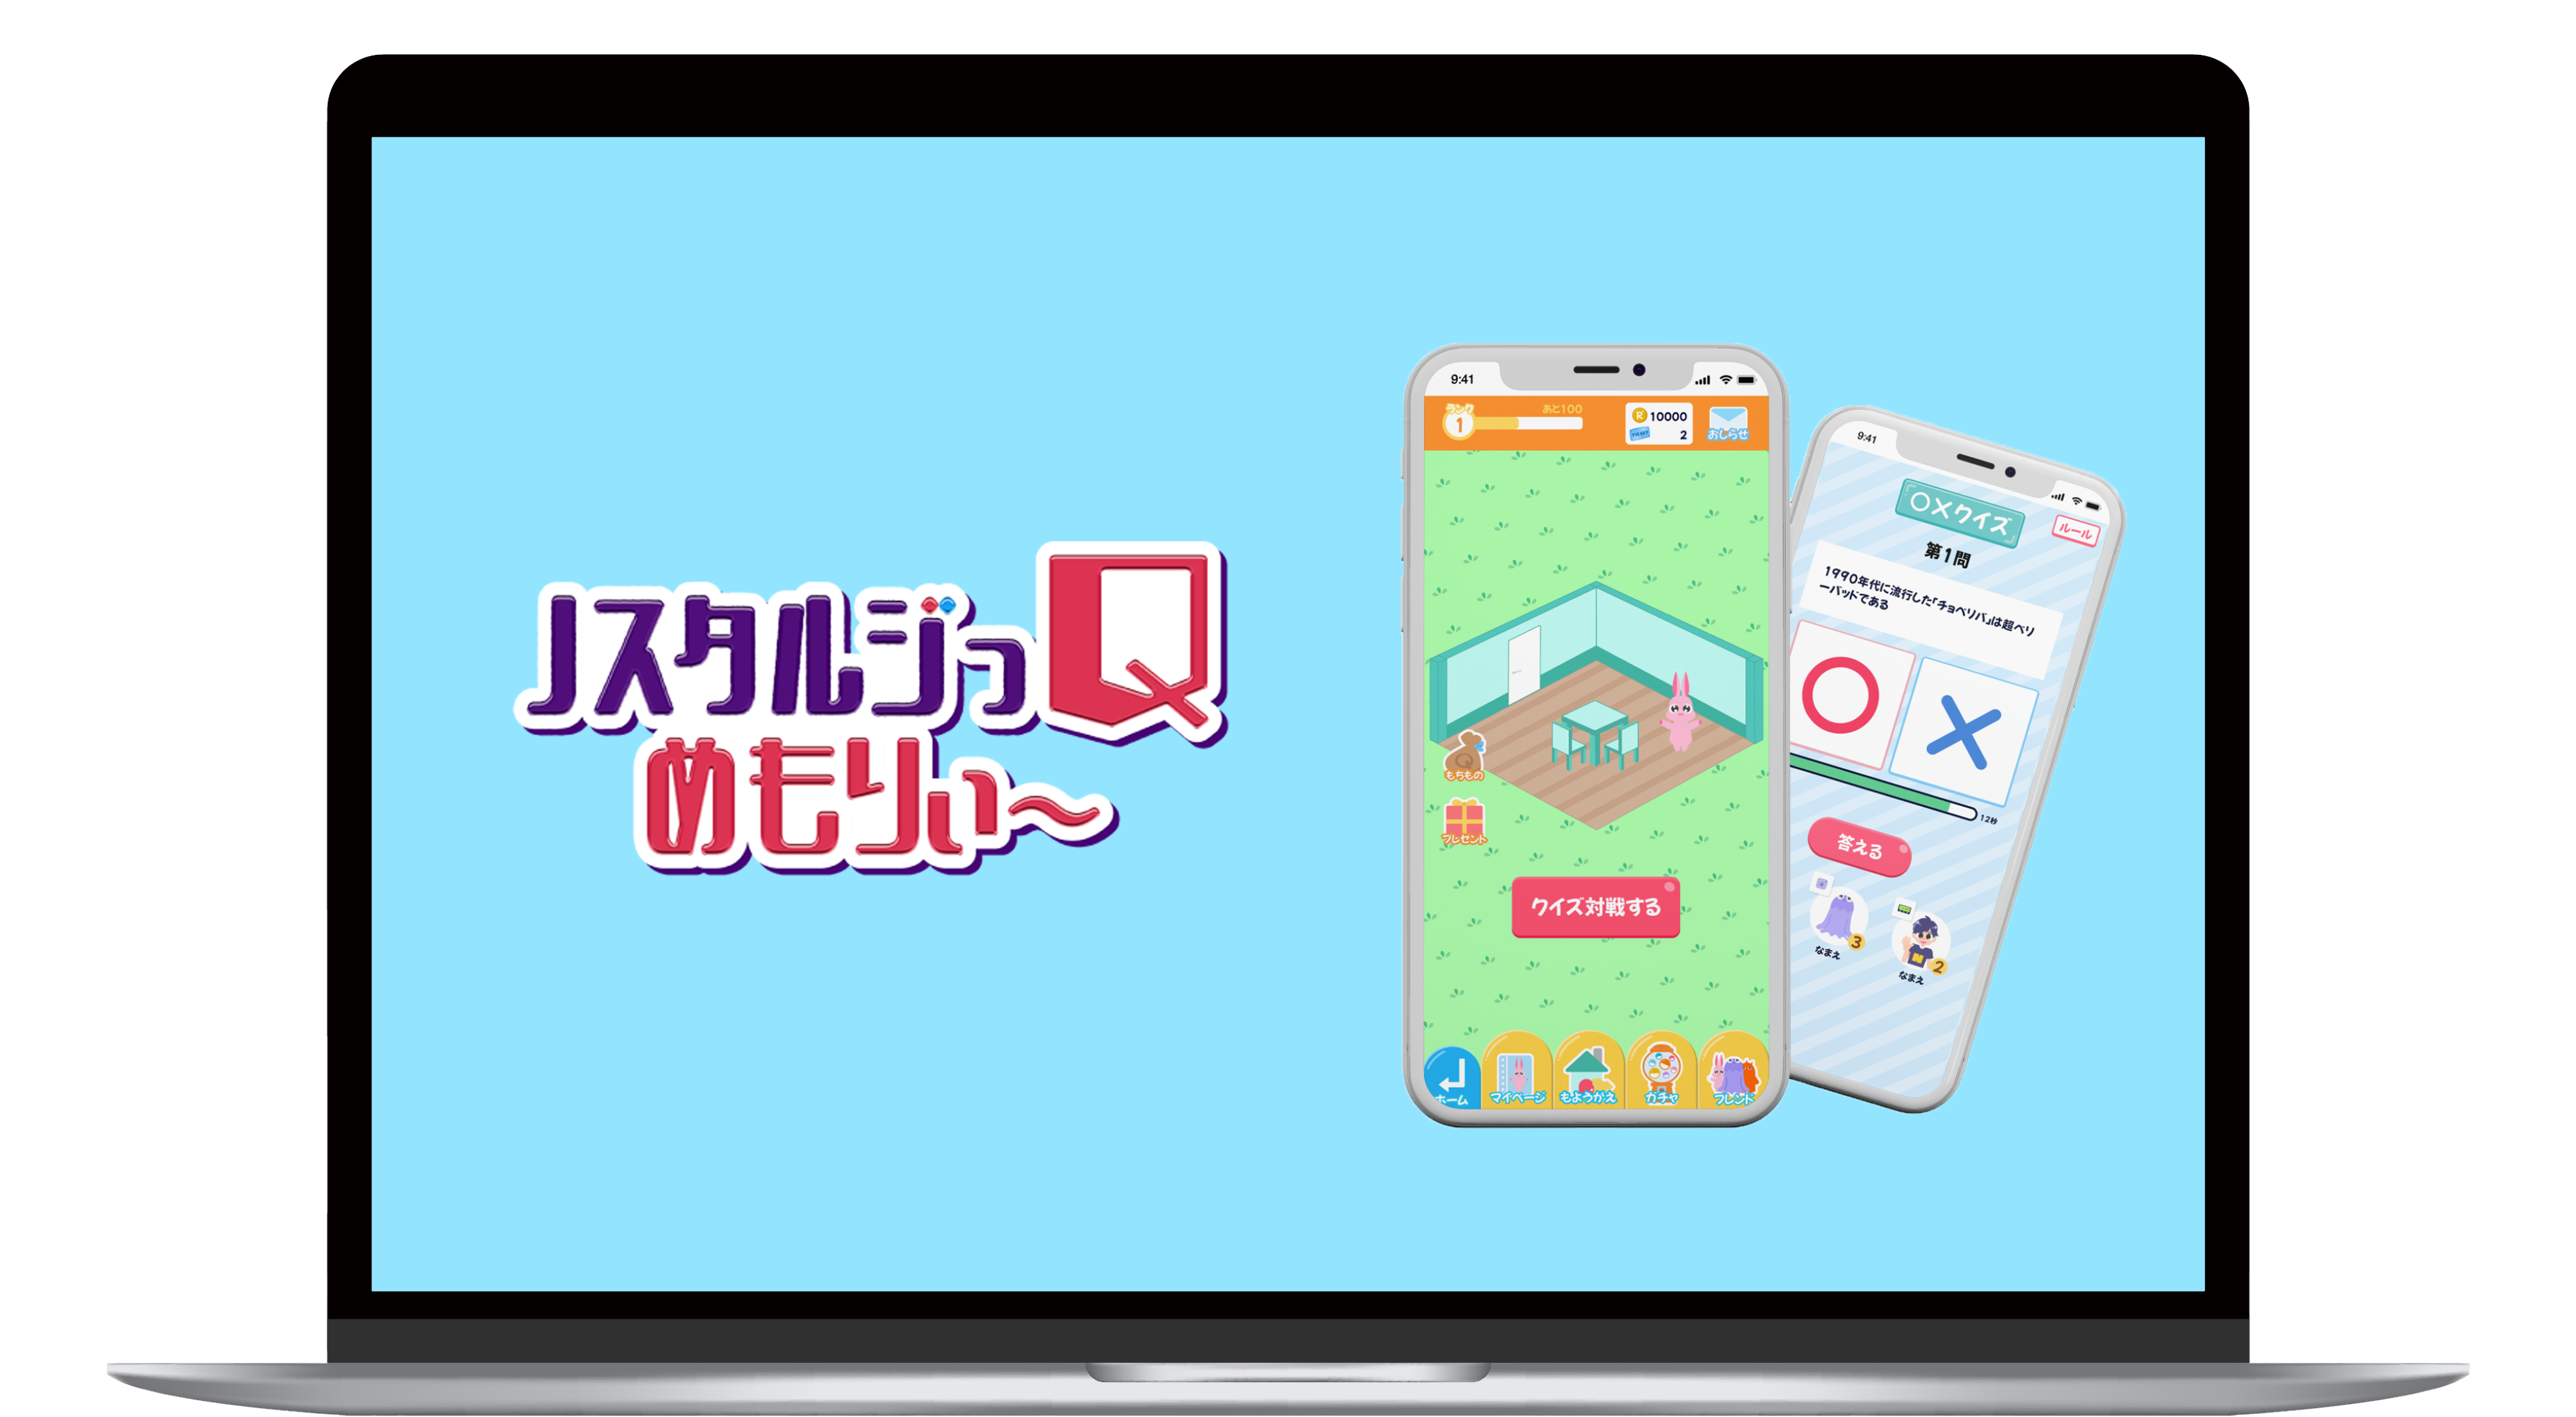 ノスタルジっQ
めもりぃ～
9:41
ランク
1
あと100
R 10000
2
おしらせ
もちもの
プレゼント
クイズ対戦する
ホーム
マイページ
もようがえ
ガチャ
フレンド
9:41
〇×クイズ
ルール
第1問
1990年代に流行した「チョベリバ」は超ベリ
ーバッドである
12秒
答える
3
なまえ
2
なまえ